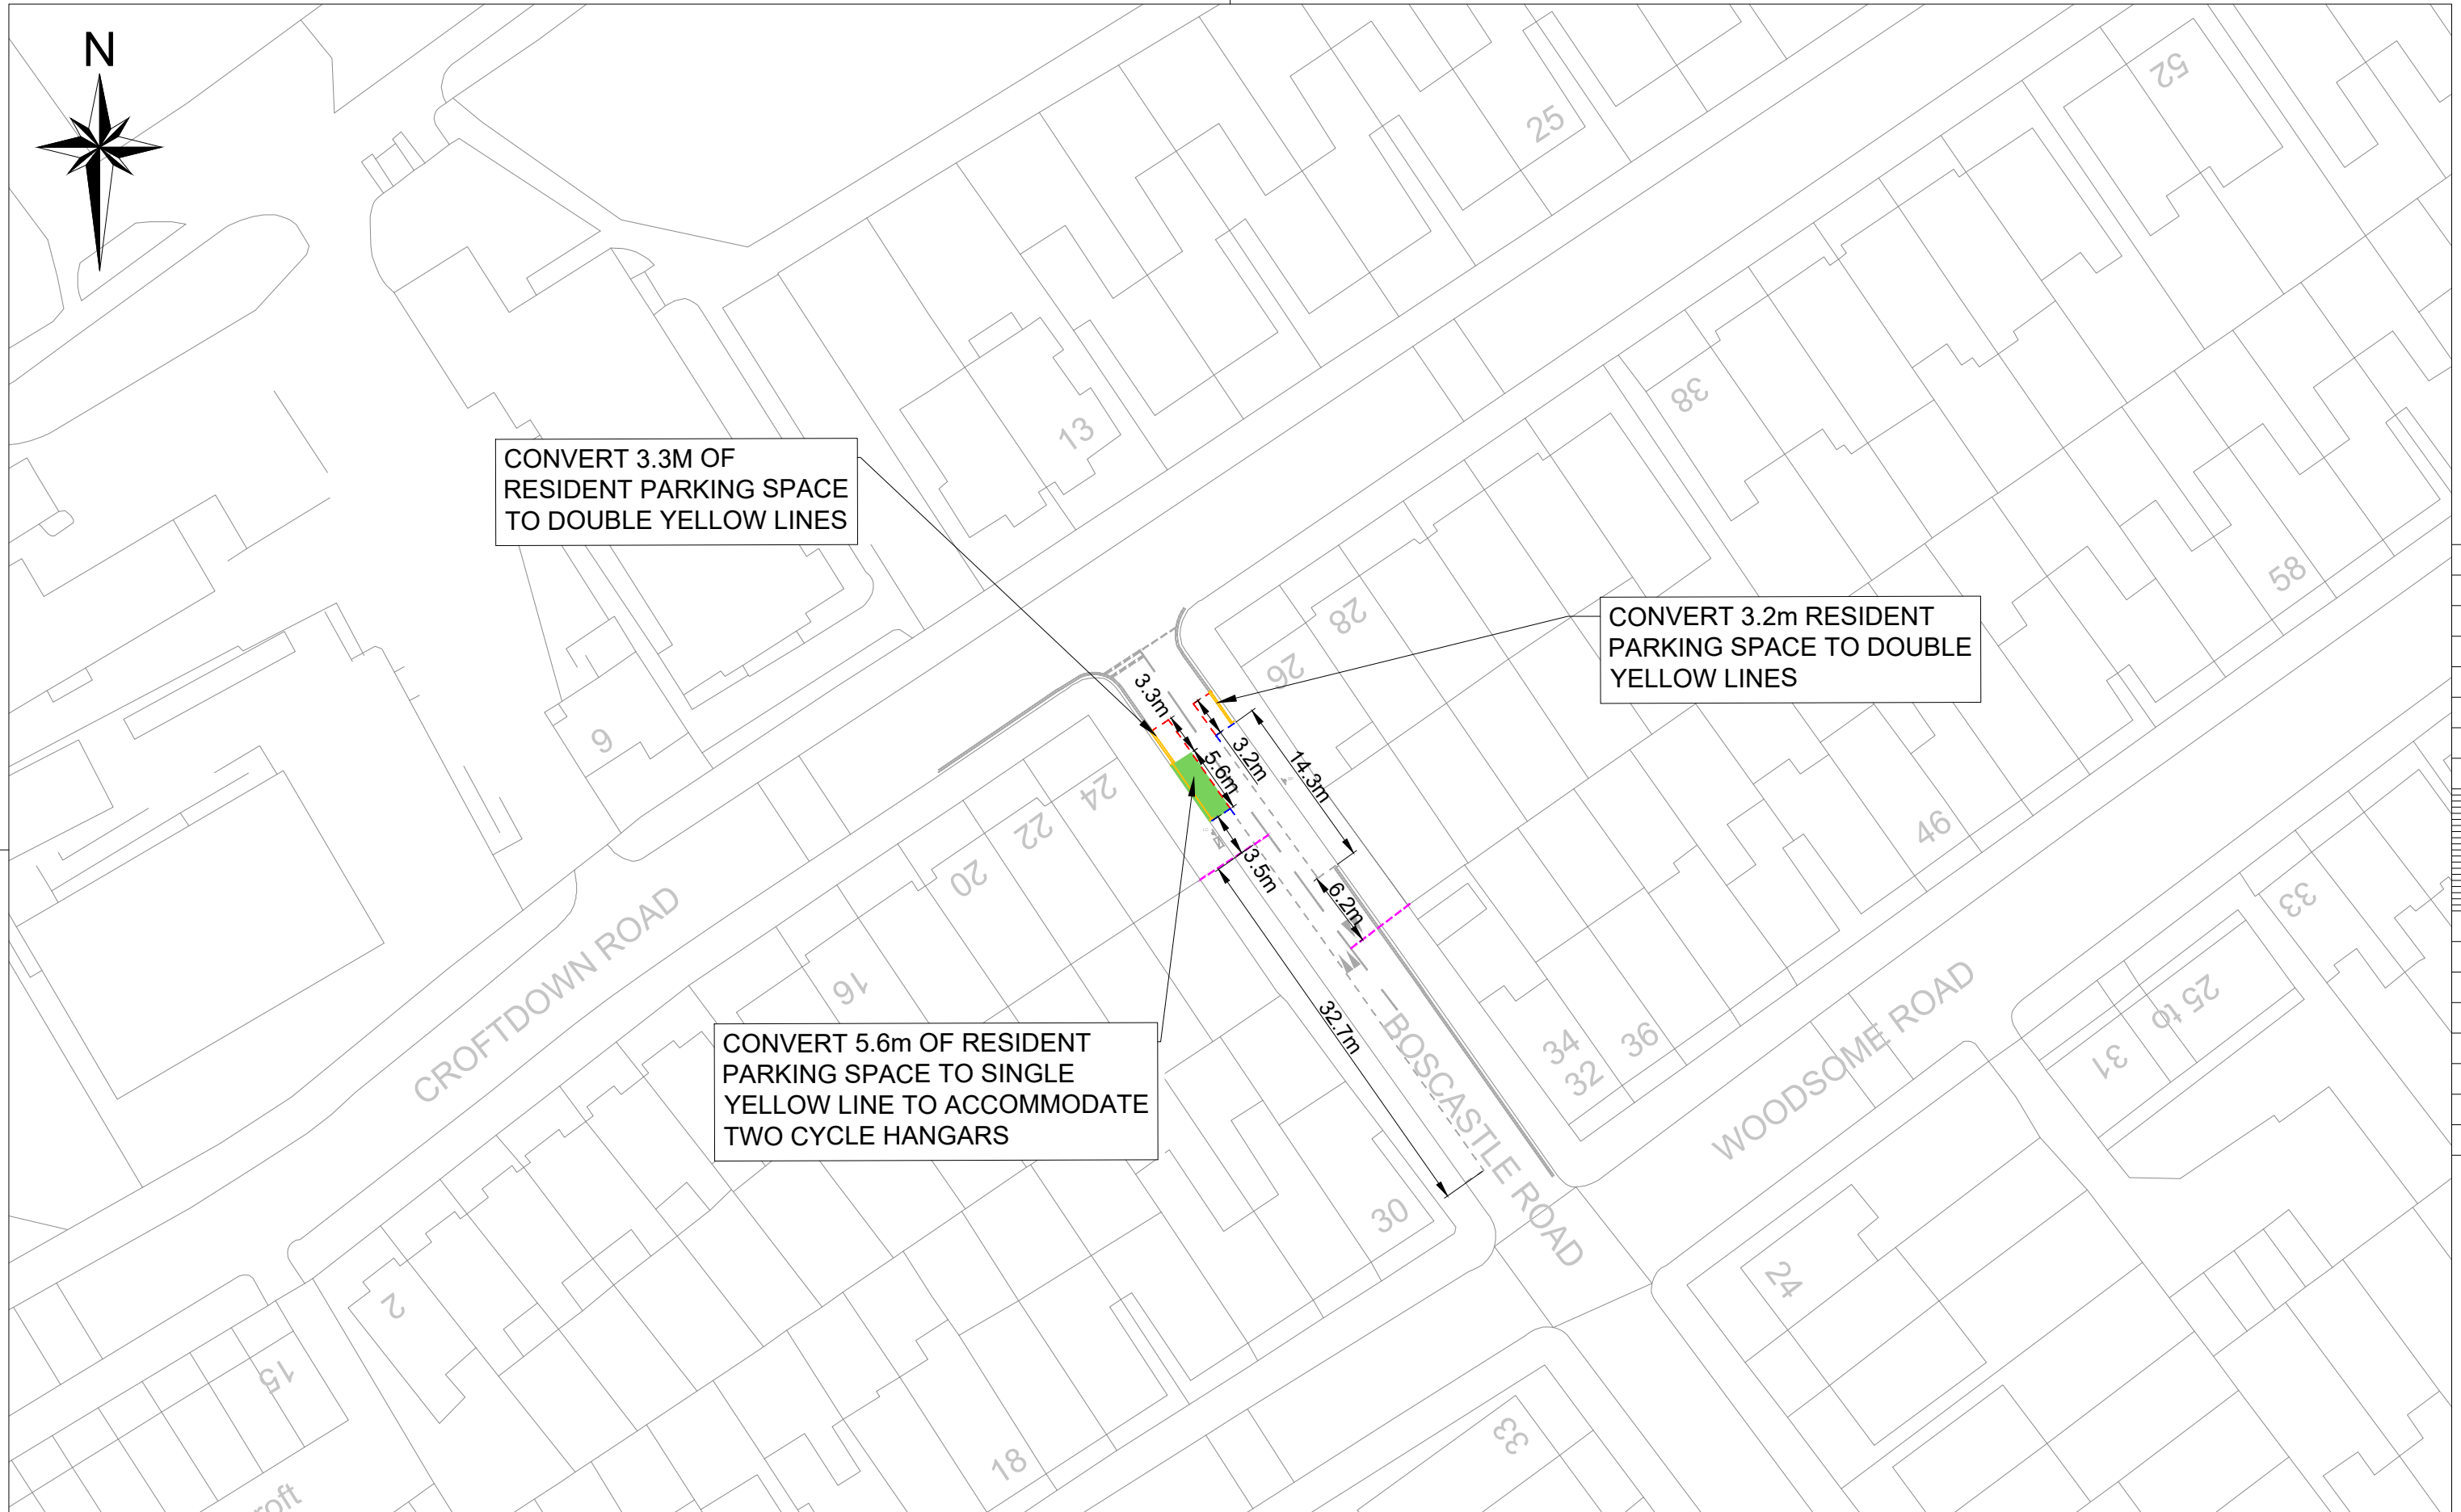 N
52
25
13
38
CONVERT 3.3M OF
RESIDENT PARKING SPACE
TO DOUBLE YELLOW LINES
58
CONVERT 3.2m RESIDENT
PARKING SPACE TO DOUBLE
YELLOW LINES
28
26
3.3m
9
3.2m
5.6m
14.3m
24
22
20
46
3.5m
6.2m
33
16
CROFTDOWN ROAD
WOODSOME ROAD
25 to
31
32.7m
BOSCASTLE ROAD
34
36
32
CONVERT 5.6m OF RESIDENT
PARKING SPACE TO SINGLE
YELLOW LINE TO ACCOMMODATE
TWO CYCLE HANGARS
30
24
2
15
33
18
roft